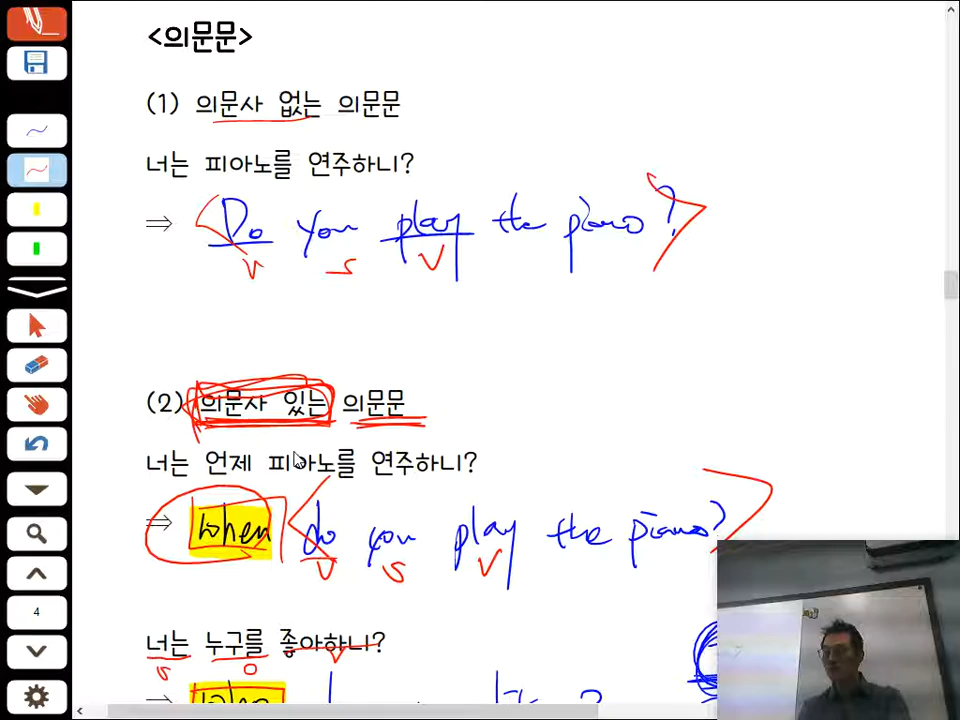 <의문문>
(1) 의문사 없는 의문문
너는 피아노를 연주하니?
⇒ Do you play the piano?
v s v
(2) 의문사 있는 의문문
너는 언제 피아노를 연주하니?
⇒ when do you play the piano?
v s v
너는 누구를 좋아하니?
s o v
⇒
4